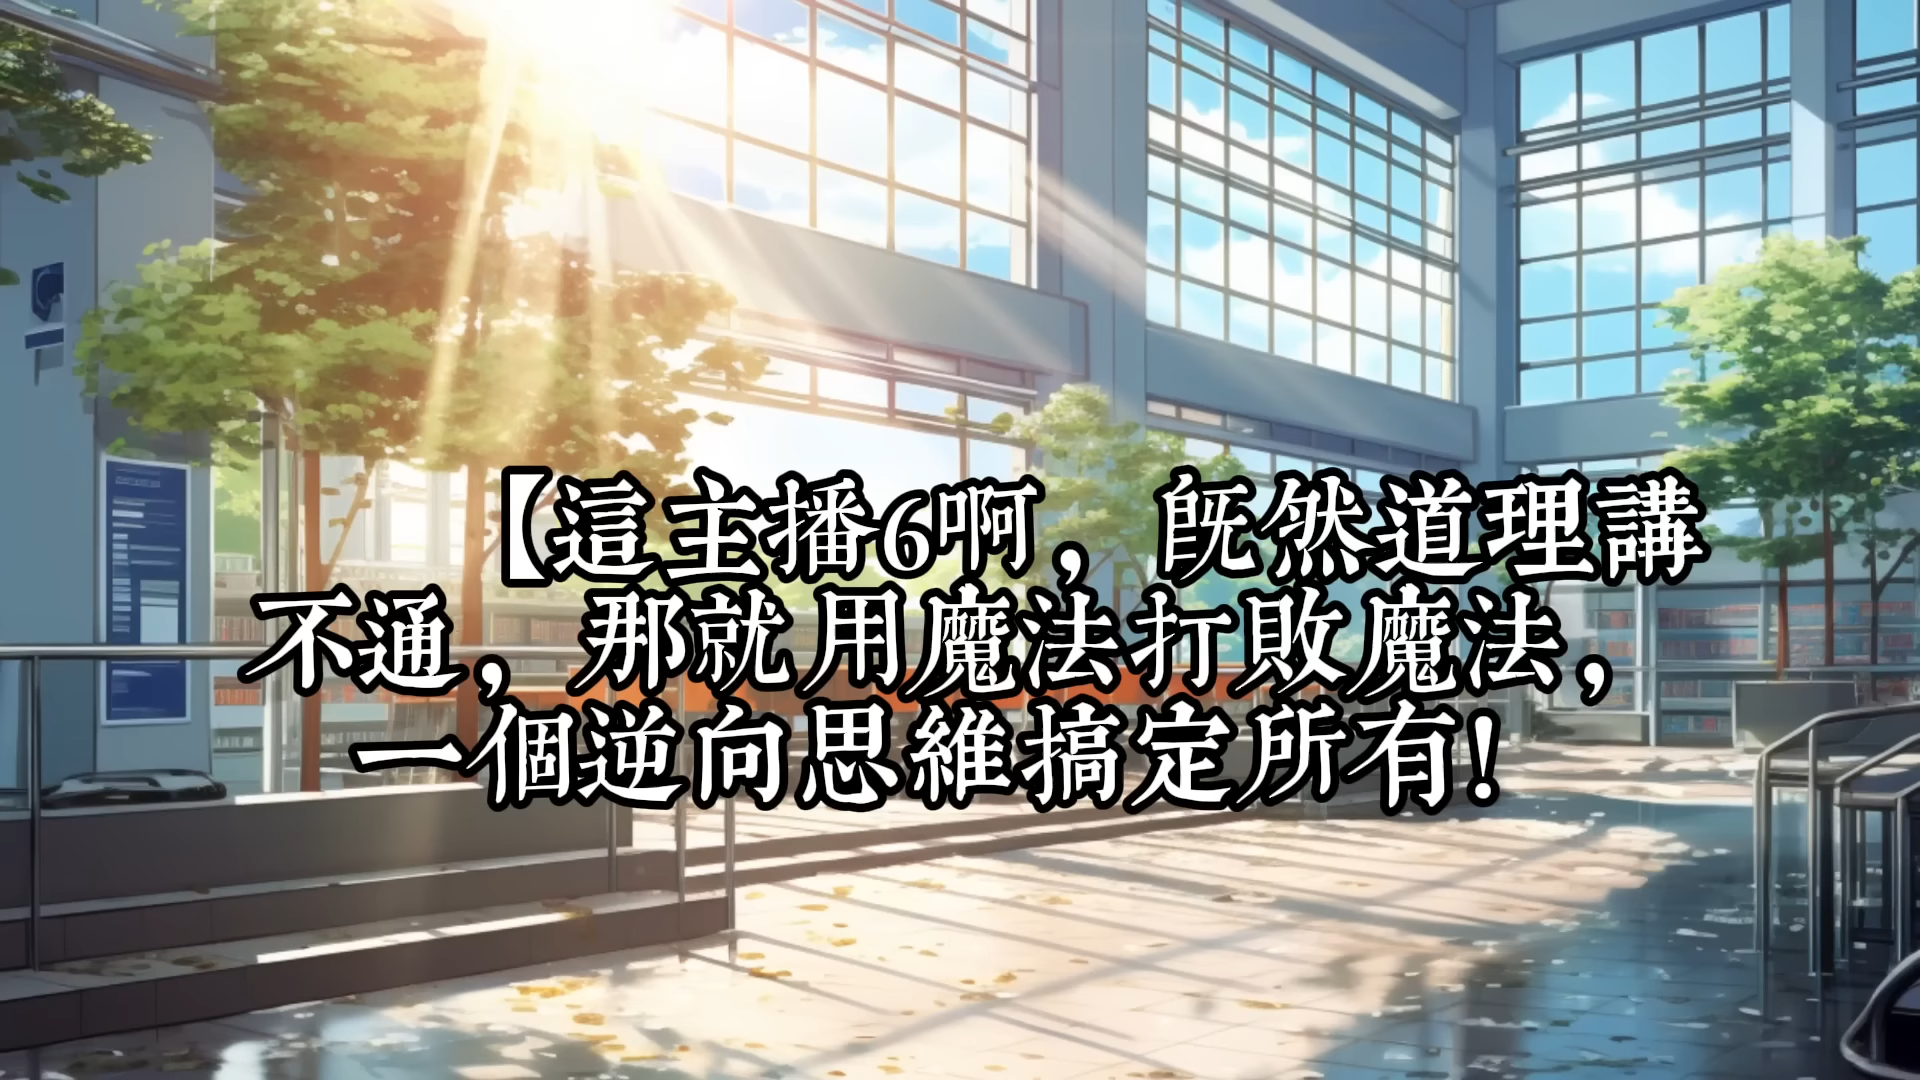 【這主播6啊，既然道理講
不通，那就用魔法打敗魔法，
一個逆向思維搞定所有!